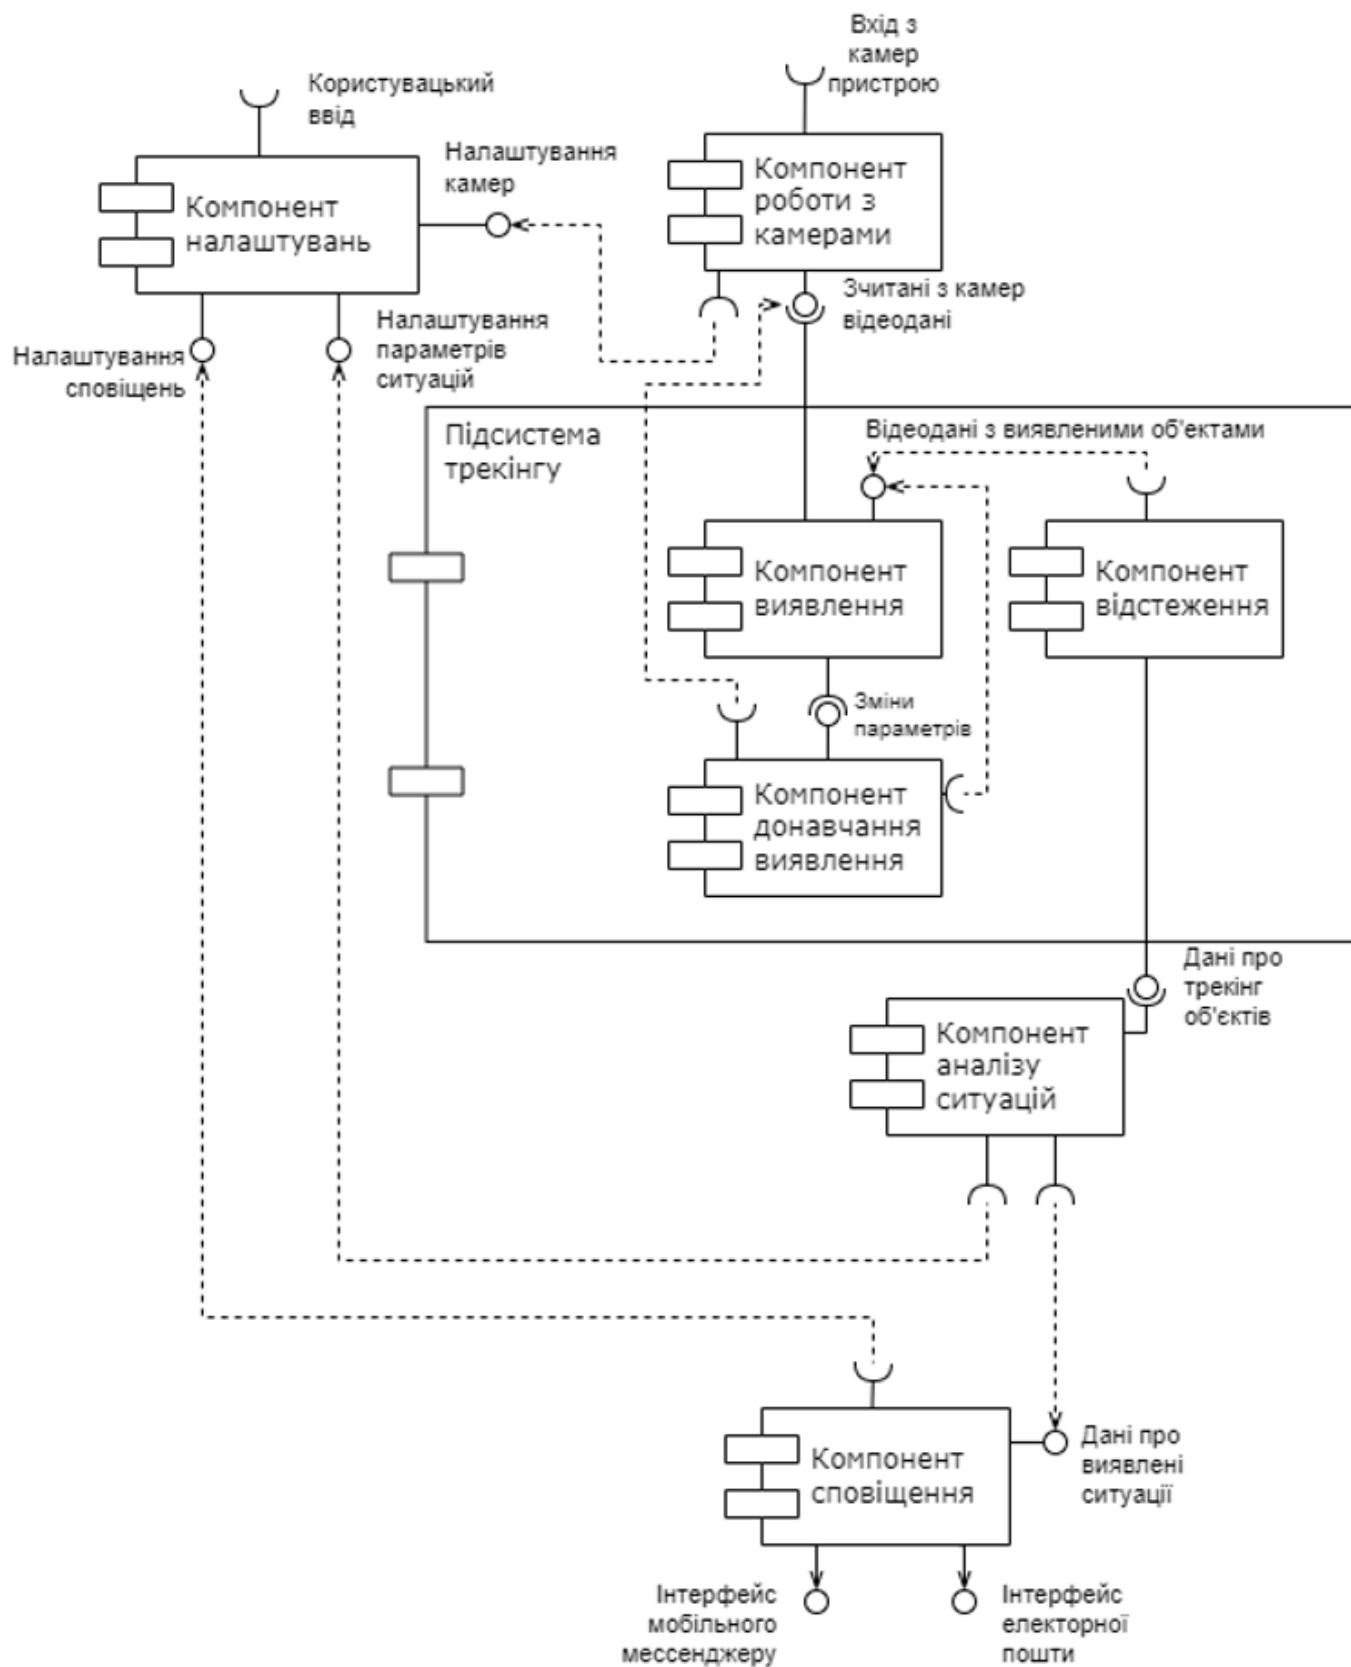 Вхід з
камер
пристрою
Користувацький
ввід
Налаштування
камер
Компонент
роботи з
камерами
Компонент
налаштувань
Зчитані з камер
відеодані
Налаштування
параметрів
ситуацій
Налаштування
сповіщень
Підсистема
трекінгу
Відеодані з виявленими об'ектами
Компонент
виявлення
Компонент
відстеження
Зміни
параметрів
Компонент
донавчання
виявлення
Дані про
трекінг
об'єктів
Компонент
аналізу
ситуацій
Компонент
сповіщення
Дані про
виявлені
ситуації
Інтерфейс
мобільного
мессенджеру
Інтерфейс
електорної
пошти